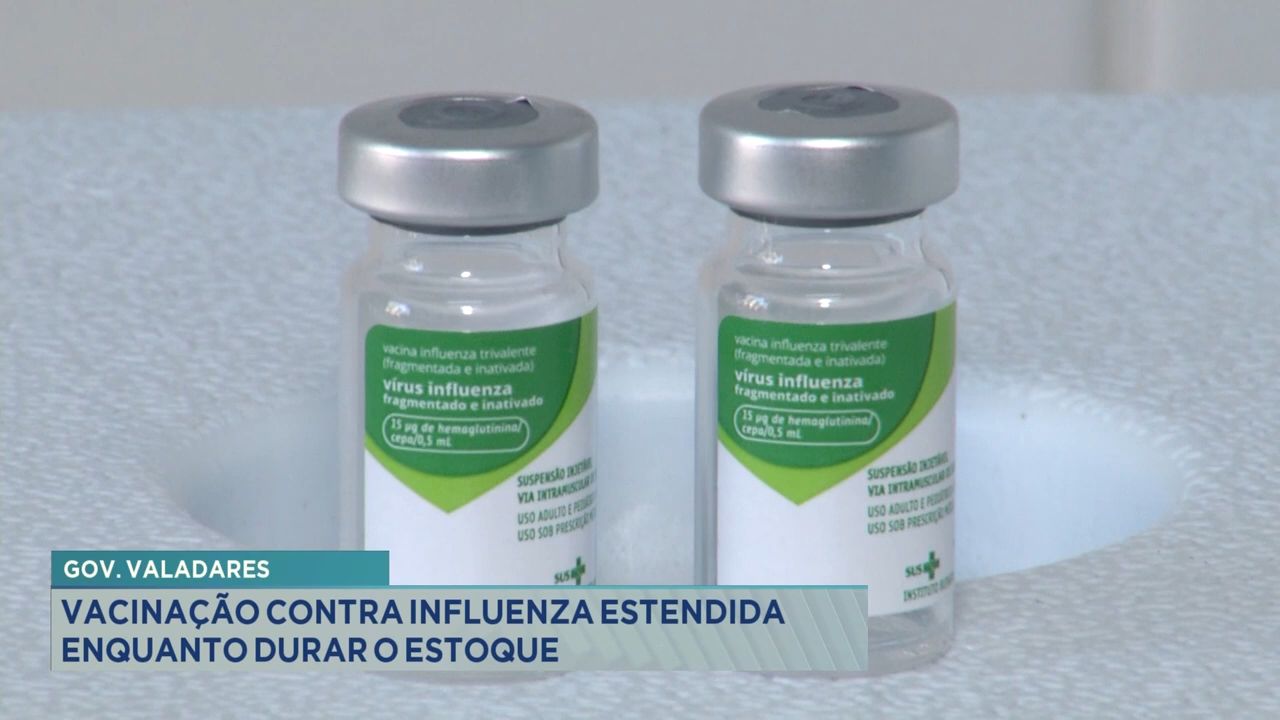 vacina influenza trivalente
(fragmentada e inativada)
vírus influenza
fragmentado e inativado
15 µg de hemaglutinina/
cepa/0,5 mL
SUSPENSÃO INJETÁVEL
VIA INTRAMUSCULAR
USO ADULTO E
USO SOB PRESCRIÇÃO
SUS
vacina influenza trivalente
(fragmentada e inativada)
vírus influenza
fragmentado e inativado
15 µg de hemaglutinina/
cepa/0,5 mL
SUSPENSÃO INJETÁVEL
VIA INTRAMUSCULAR
USO ADULTO E
USO SOB PRESCRIÇÃO
SUS
INSTITUTO
GOV. VALADARES
VACINAÇÃO CONTRA INFLUENZA ESTENDIDA
ENQUANTO DURAR O ESTOQUE